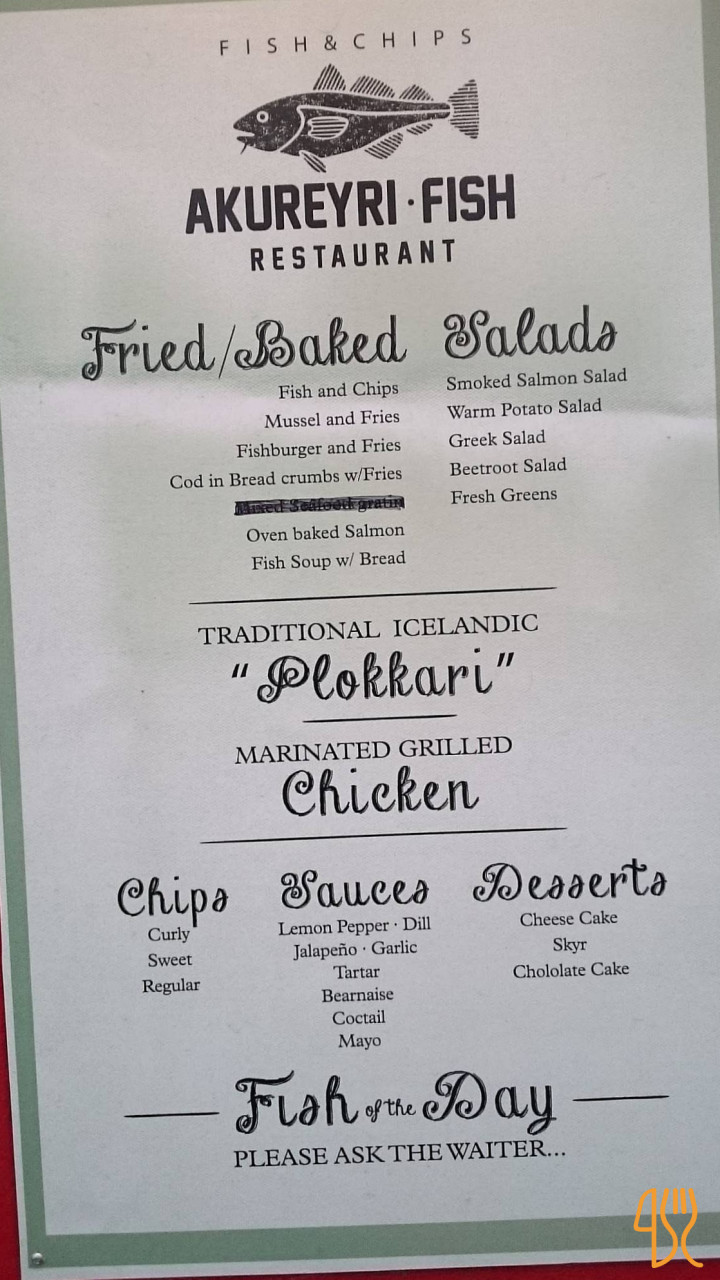 FISH & CHIPS
AKUREYRI · FISH
RESTAURANT
Fried/Baked
Fish and Chips
Mussel and Fries
Fishburger and Fries
Cod in Bread crumbs w/Fries
Seafood gratin
Oven baked Salmon
Fish Soup w/ Bread
Salads
Smoked Salmon Salad
Warm Potato Salad
Greek Salad
Beetroot Salad
Fresh Greens
TRADITIONAL ICELANDIC
“Plokkari”
MARINATED GRILLED
Chicken
Chips
Curly
Sweet
Regular
Sauces
Lemon Pepper · Dill
Jalapeño · Garlic
Tartar
Bearnaise
Coctail
Mayo
Desserts
Cheese Cake
Skyr
Chololate Cake
Fish of the Day
PLEASE ASK THE WAITER...